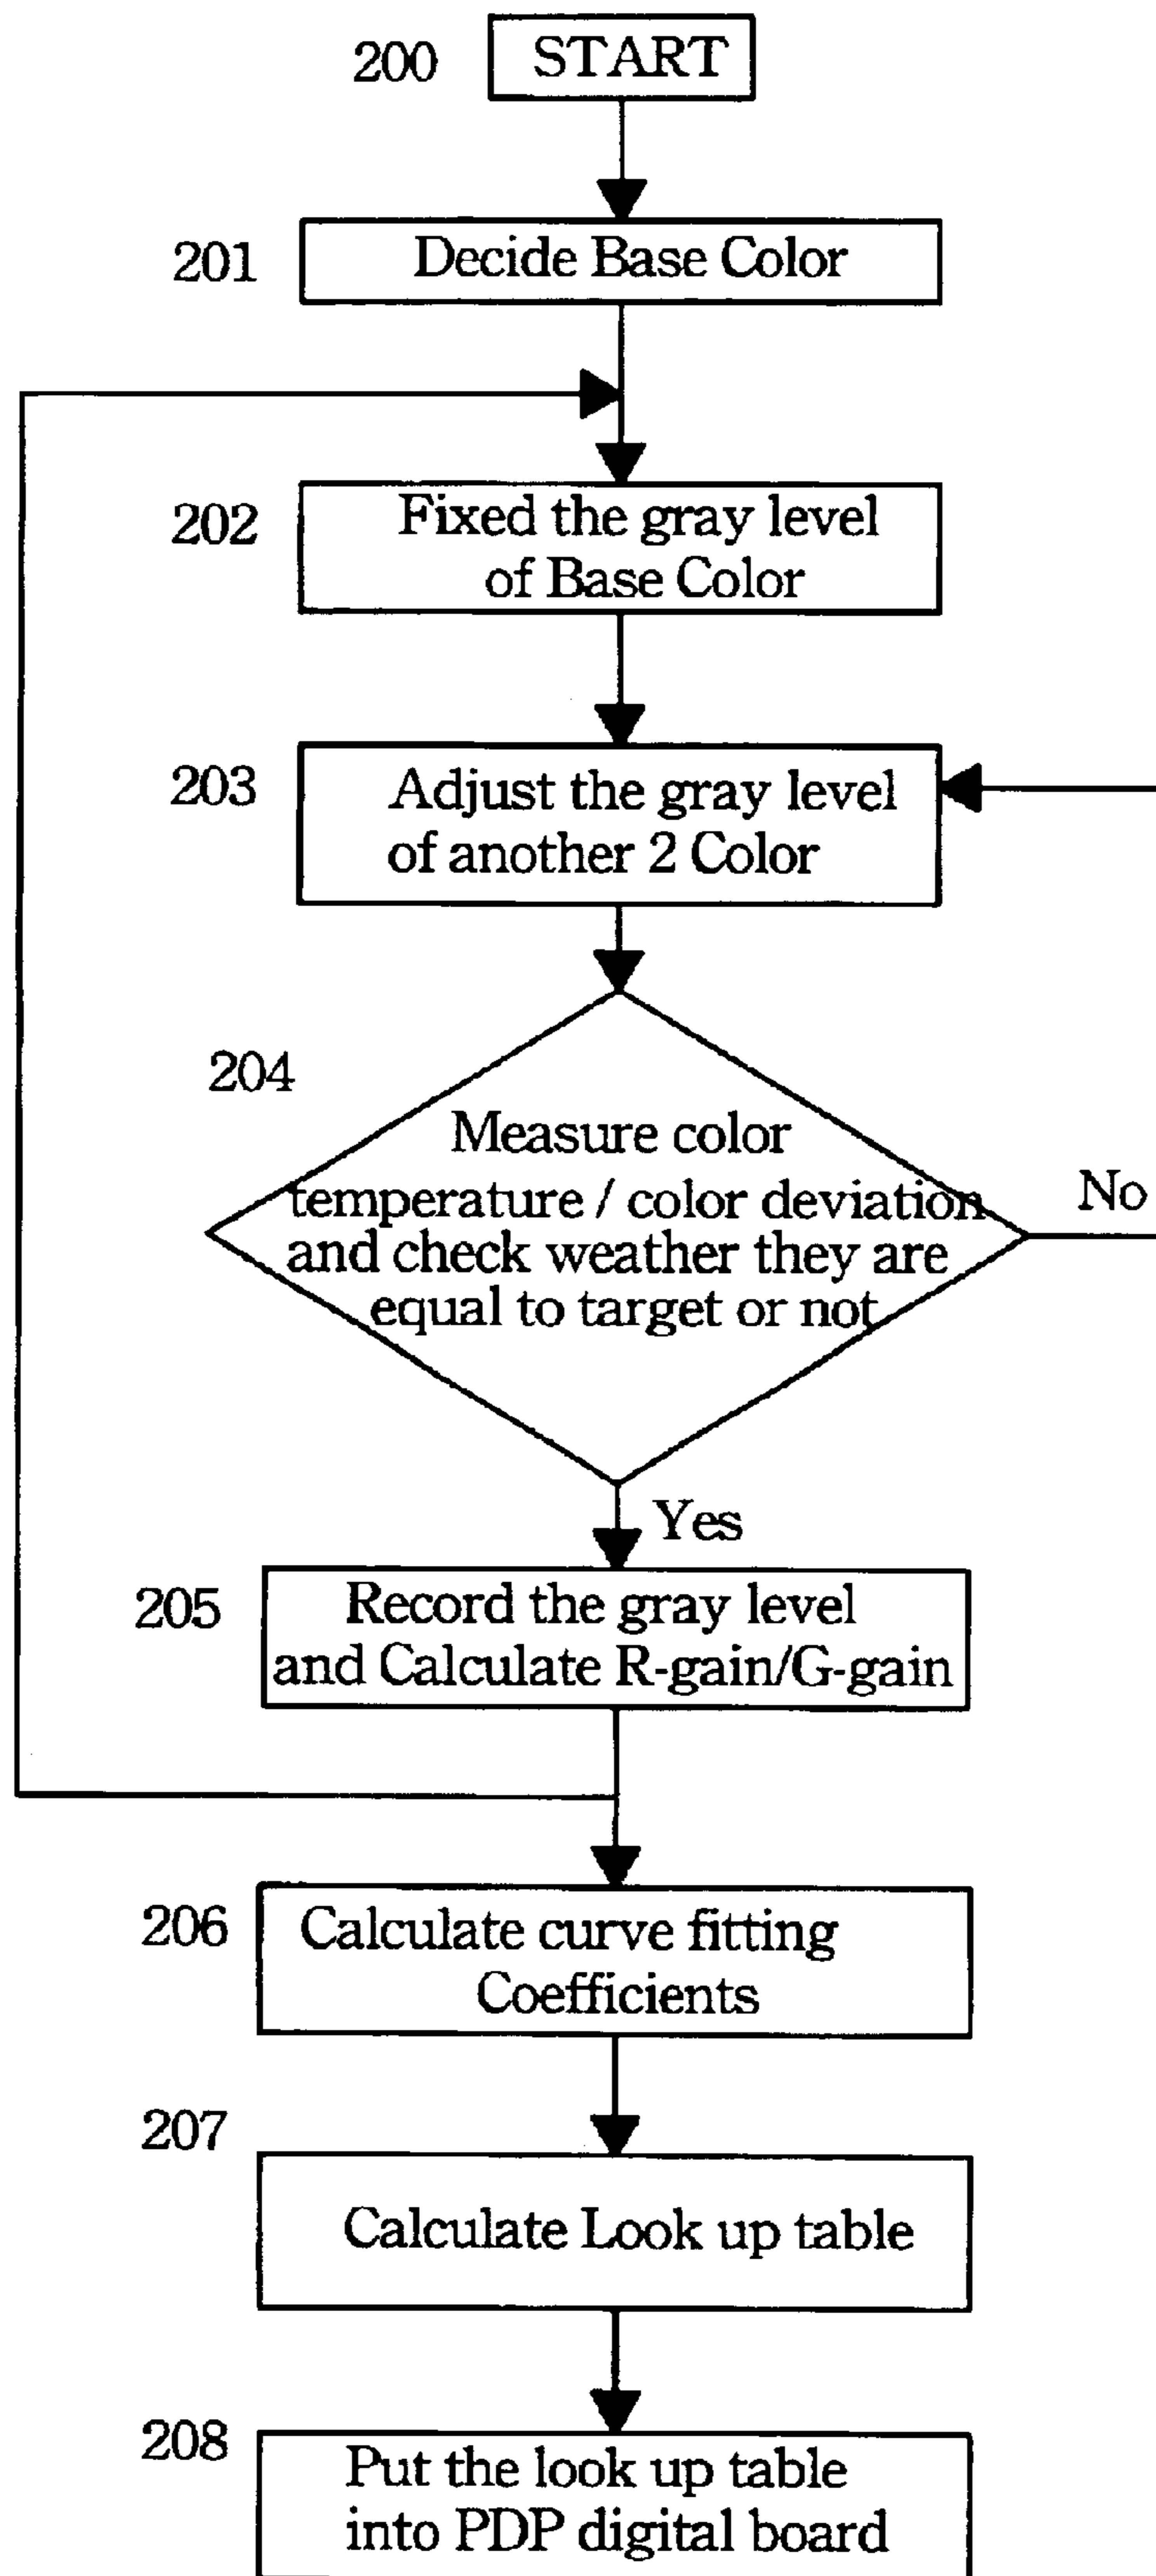 200 START
201 Decide Base Color
202 Fixed the gray level
of Base Color
203 Adjust the gray level
of another 2 Color
204
Measure color
temperature / color deviation
No
and check weather they are
equal to target or not
Yes
205 Record the gray level
and Calculate R-gain/G-gain
206 Calculate curve fitting
Coefficients
207
Calculate Look up table
208 Put the look up table
into PDP digital board